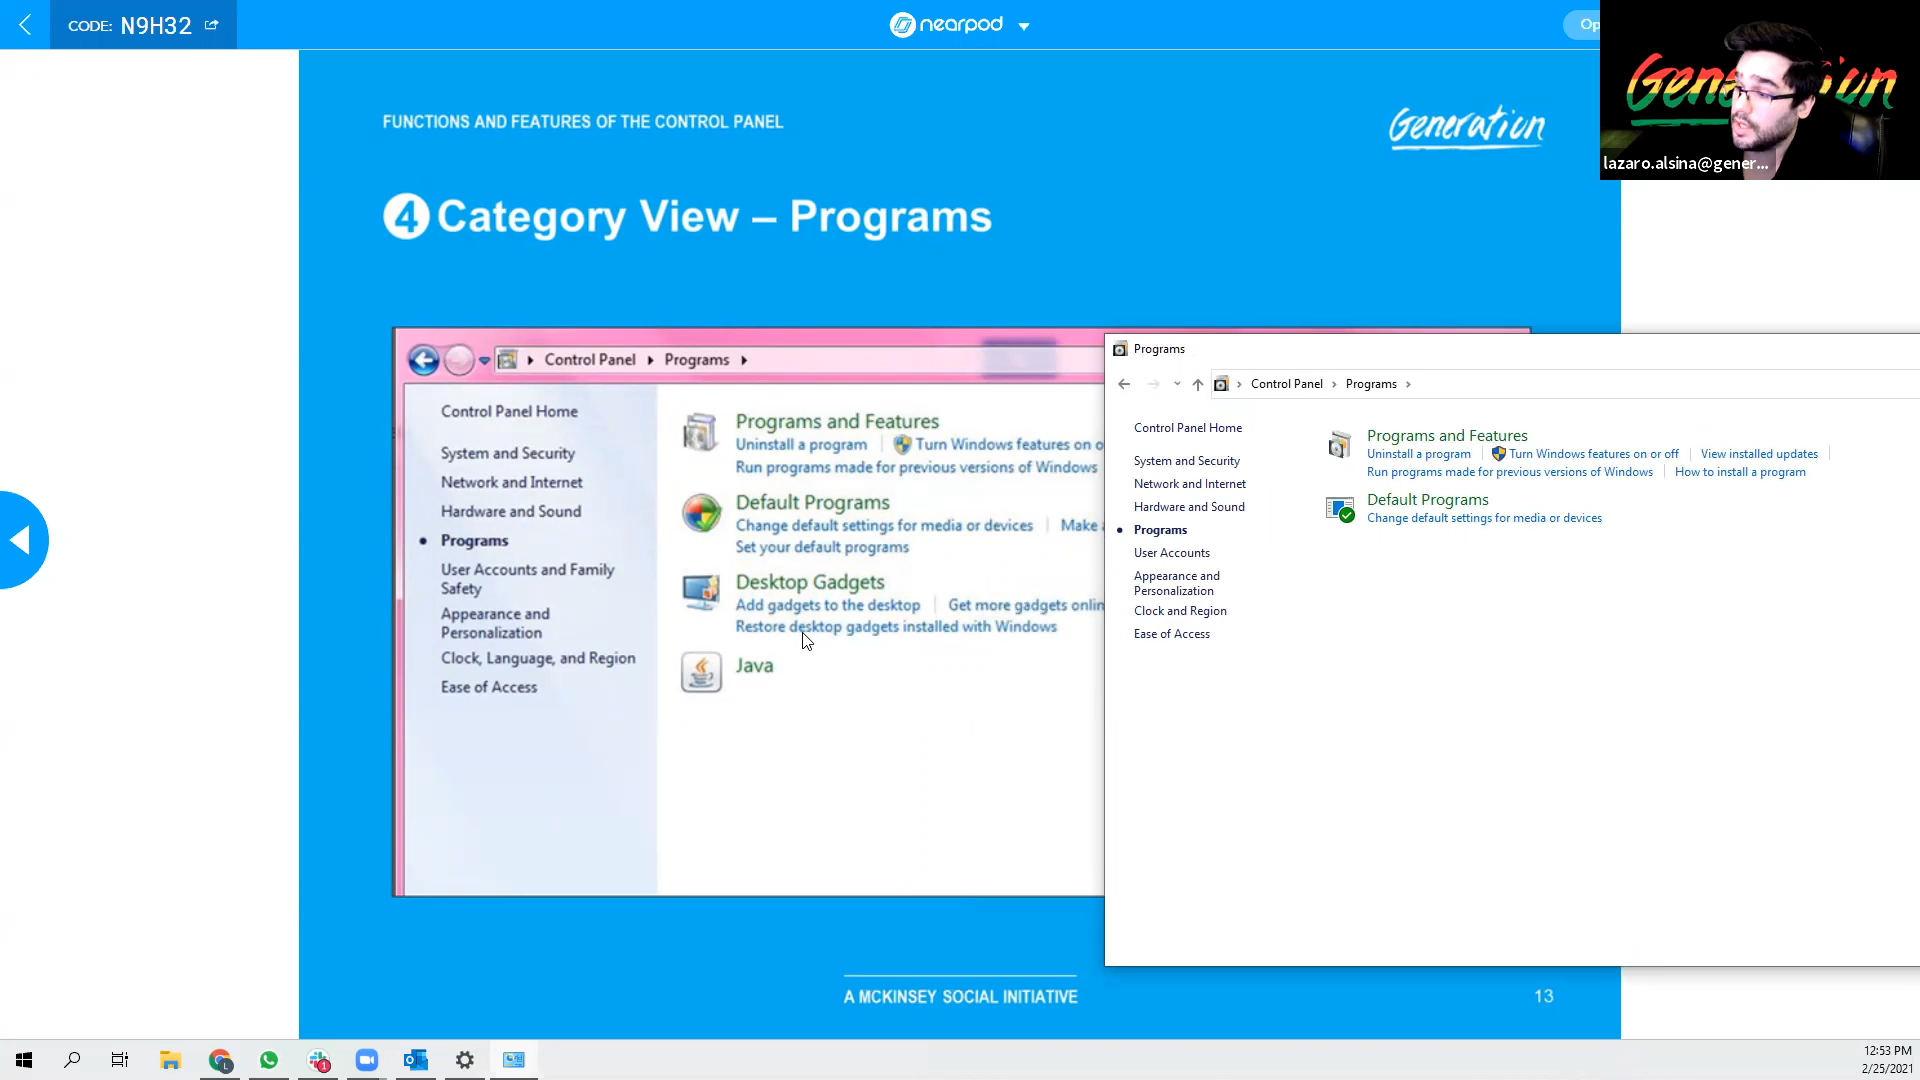 CODE: N9H32
nearpod
Op
Generation
lazaro.alsina@gener...
FUNCTIONS AND FEATURES OF THE CONTROL PANEL
Generation
4 Category View – Programs
Control Panel Programs
Control Panel Home
System and Security
Network and Internet
Hardware and Sound
Programs
User Accounts and Family
Safety
Appearance and
Personalization
Clock, Language, and Region
Ease of Access
Programs and Features
Uninstall a program Turn Windows features on o
Run programs made for previous versions of Windows
Default Programs
Change default settings for media or devices Make
Set your default programs
Desktop Gadgets
Add gadgets to the desktop Get more gadgets onlin
Restore desktop gadgets installed with Windows
Java
Programs
Control Panel Programs
Control Panel Home
System and Security
Network and Internet
Hardware and Sound
Programs
User Accounts
Appearance and
Personalization
Clock and Region
Ease of Access
Programs and Features
Uninstall a program Turn Windows features on or off View installed updates
Run programs made for previous versions of Windows How to install a program
Default Programs
Change default settings for media or devices
A MCKINSEY SOCIAL INITIATIVE
13
12:53 PM
2/25/2021